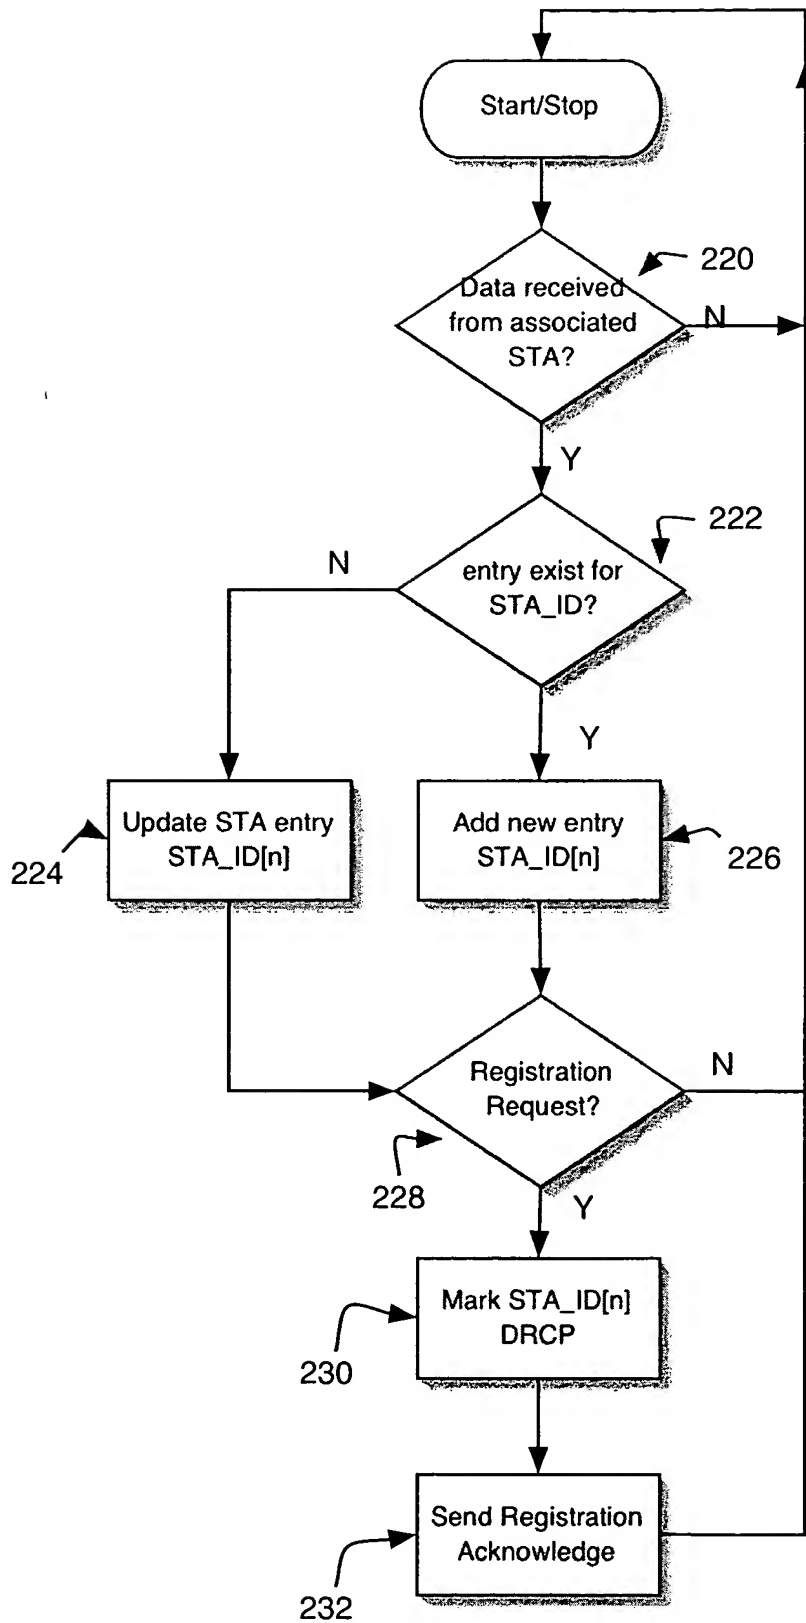 Start/Stop
220
Data received
from associated
STA?
N
Y
222
entry exist for
STA_ID?
N
Y
Update STA entry
STA_ID[n]
224
Add new entry
STA_ID[n]
226
Registration
Request?
N
228
Y
Mark STA_ID[n]
DRCP
230
Send Registration
Acknowledge
232